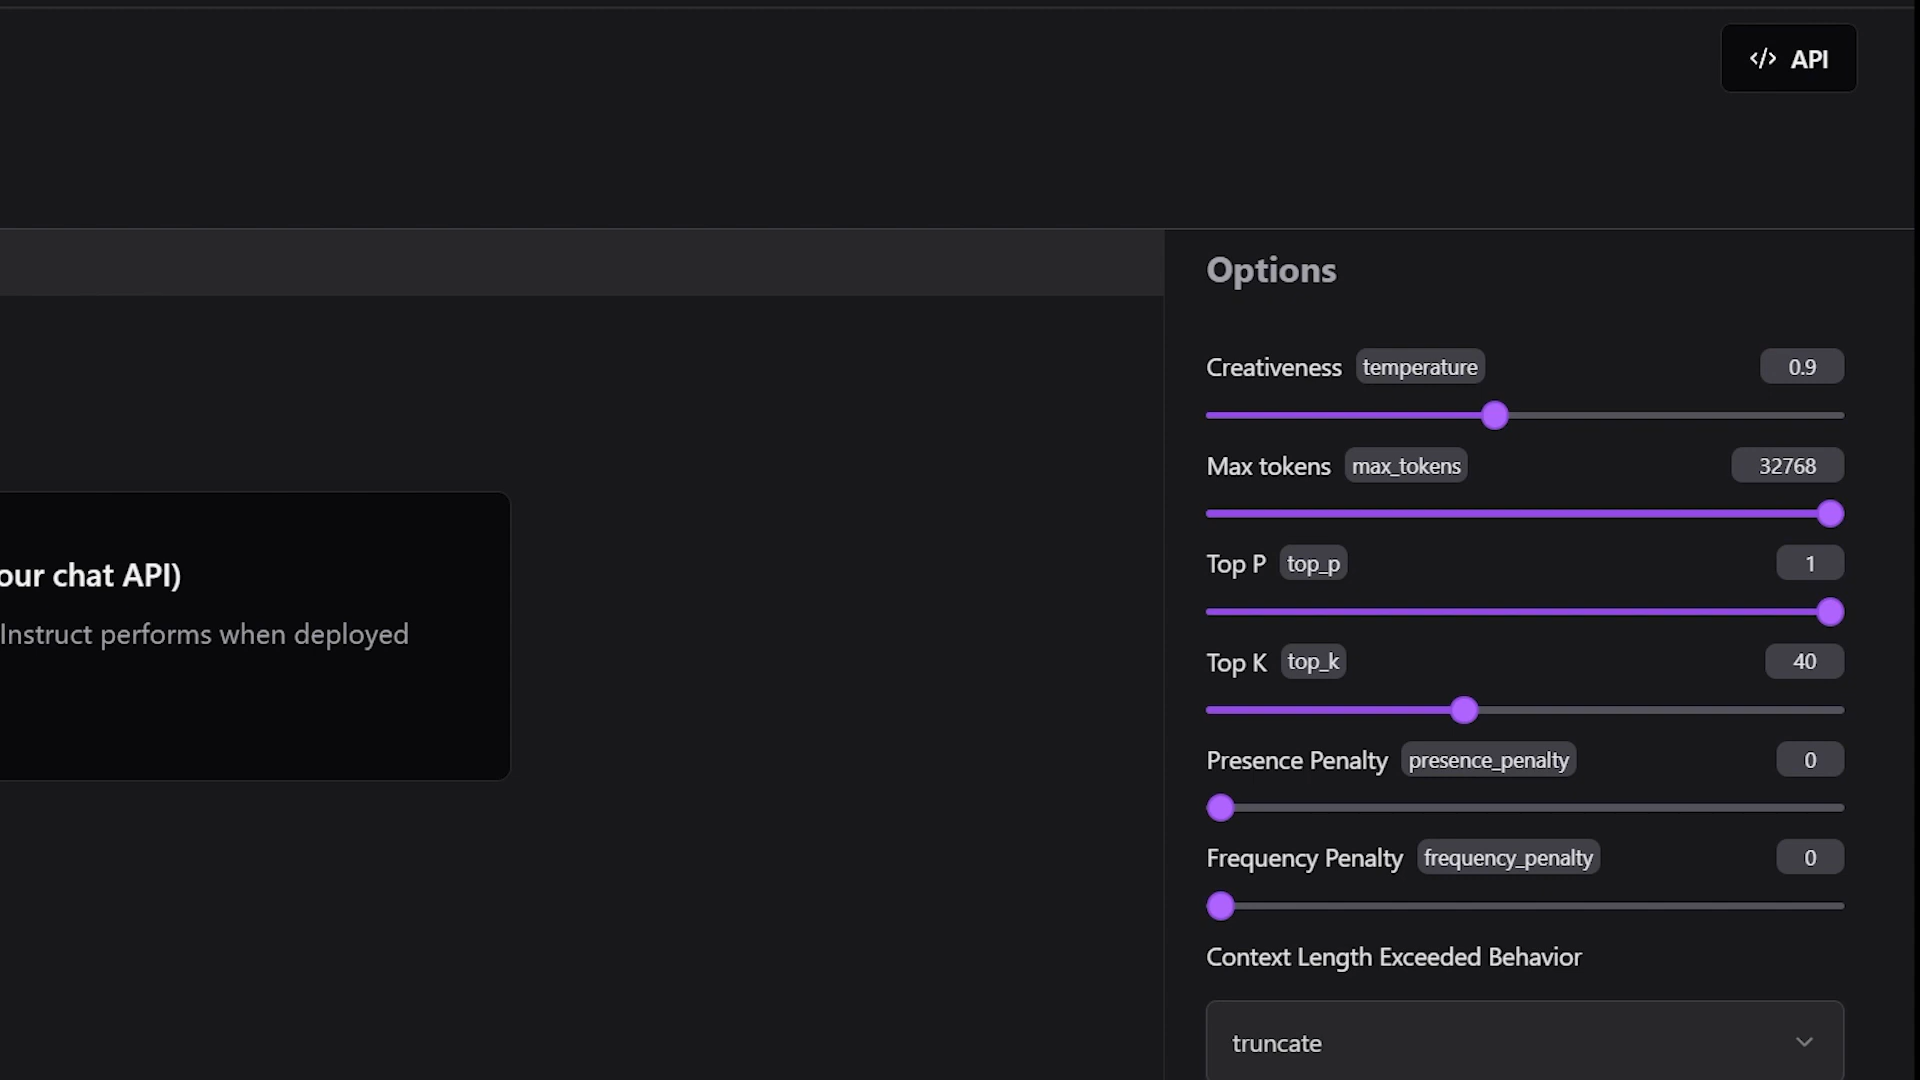 </> API
Options
Creativeness temperature 0.9
Max tokens max_tokens 32768
our chat API)
Top P top_p 1
Instruct performs when deployed
Top K top_k 40
Presence Penalty presence_penalty 0
Frequency Penalty frequency_penalty 0
Context Length Exceeded Behavior
truncate